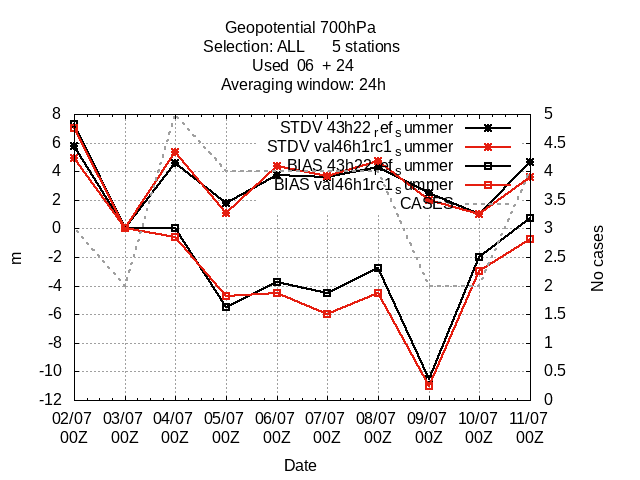 Geopotential 700hPa
Selection: ALL 5 stations
Used 06 + 24
Averaging window: 24h
8 5
STDV 43h22_ref_summer
6 4.5
STDV val46h1rc1_summer
4 4
BIAS 43h22_ref_summer
BIAS val46h1rc1_summer
2 3.5
CASES
0 3
-2 2.5
m
No cases
-4 2
-6 1.5
-8 1
-10 0.5
-12 0
02/07 03/07 04/07 05/07 06/07 07/07 08/07 09/07 10/07 11/07
00Z 00Z 00Z 00Z 00Z 00Z 00Z 00Z 00Z 00Z
Date